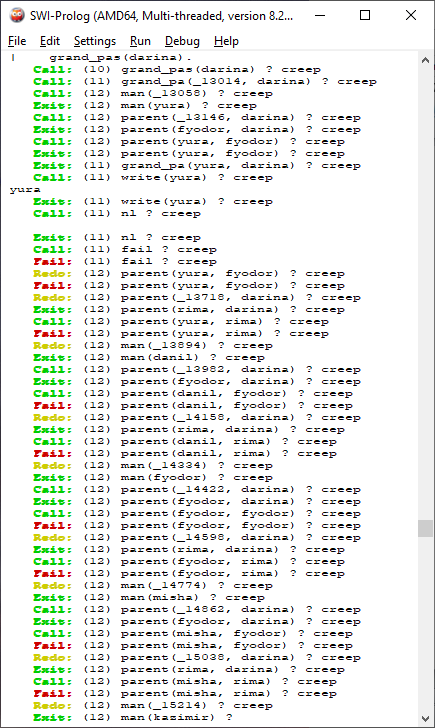 SWI-Prolog (AMD64, Multi-threaded, version 8.2...
File Edit Settings Run Debug Help
| grand_pas(darina).
Call: (10) grand_pas(darina) ? creep
Call: (11) grand_pa(_13014, darina) ? creep
Call: (12) man(_13058) ? creep
Exit: (12) man(yura) ? creep
Call: (12) parent(_13146, darina) ? creep
Exit: (12) parent(fyodor, darina) ? creep
Call: (12) parent(yura, fyodor) ? creep
Exit: (12) parent(yura, fyodor) ? creep
Exit: (11) grand_pa(yura, darina) ? creep
Call: (11) write(yura) ? creep
yura
Exit: (11) write(yura) ? creep
Call: (11) nl ? creep
Exit: (11) nl ? creep
Call: (11) fail ? creep
Fail: (11) fail ? creep
Redo: (12) parent(yura, fyodor) ? creep
Fail: (12) parent(yura, fyodor) ? creep
Redo: (12) parent(_13718, darina) ? creep
Exit: (12) parent(rima, darina) ? creep
Call: (12) parent(yura, rima) ? creep
Fail: (12) parent(yura, rima) ? creep
Redo: (12) man(_13894) ? creep
Exit: (12) man(danil) ? creep
Call: (12) parent(_13982, darina) ? creep
Exit: (12) parent(fyodor, darina) ? creep
Call: (12) parent(danil, fyodor) ? creep
Fail: (12) parent(danil, fyodor) ? creep
Redo: (12) parent(_14158, darina) ? creep
Exit: (12) parent(rima, darina) ? creep
Call: (12) parent(danil, rima) ? creep
Fail: (12) parent(danil, rima) ? creep
Redo: (12) man(_14334) ? creep
Exit: (12) man(fyodor) ? creep
Call: (12) parent(_14422, darina) ? creep
Exit: (12) parent(fyodor, darina) ? creep
Call: (12) parent(fyodor, fyodor) ? creep
Fail: (12) parent(fyodor, fyodor) ? creep
Redo: (12) parent(_14598, darina) ? creep
Exit: (12) parent(rima, darina) ? creep
Call: (12) parent(fyodor, rima) ? creep
Fail: (12) parent(fyodor, rima) ? creep
Redo: (12) man(_14774) ? creep
Exit: (12) man(misha) ? creep
Call: (12) parent(_14862, darina) ? creep
Exit: (12) parent(fyodor, darina) ? creep
Call: (12) parent(misha, fyodor) ? creep
Fail: (12) parent(misha, fyodor) ? creep
Redo: (12) parent(_15038, darina) ? creep
Exit: (12) parent(rima, darina) ? creep
Call: (12) parent(misha, rima) ? creep
Fail: (12) parent(misha, rima) ? creep
Redo: (12) man(_15214) ? creep
Exit: (12) man(kazimir) ?